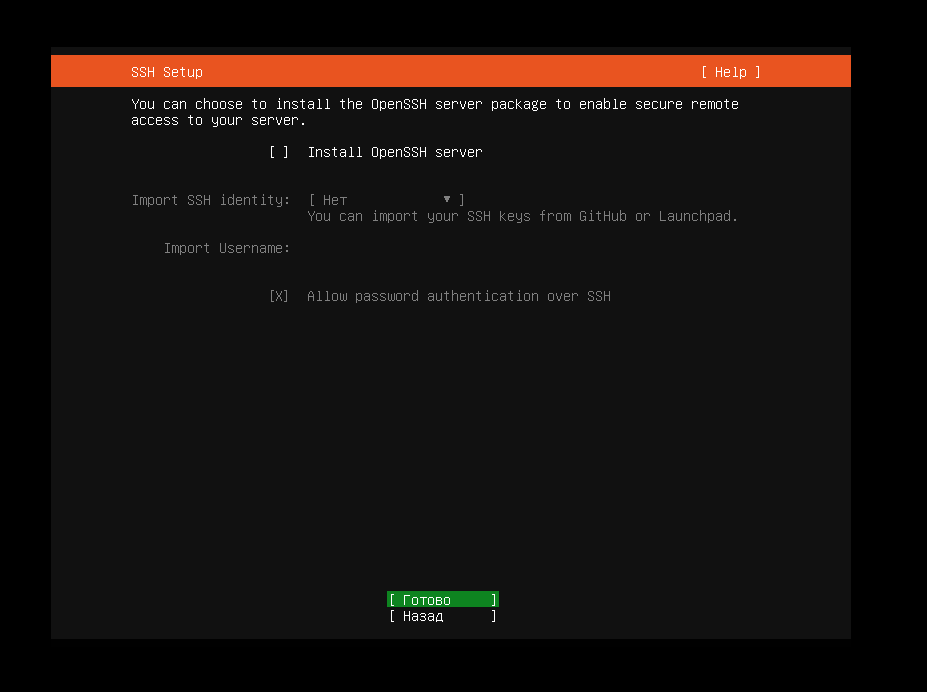 SSH Setup [ Help ]
You can choose to install the OpenSSH server package to enable secure remote
access to your server.
[ ] Install OpenSSH server
Import SSH identity: [ Нет ▼ ]
You can import your SSH keys from GitHub or Launchpad.
Import Username:
[X] Allow password authentication over SSH
[ Готово ]
[ Назад ]